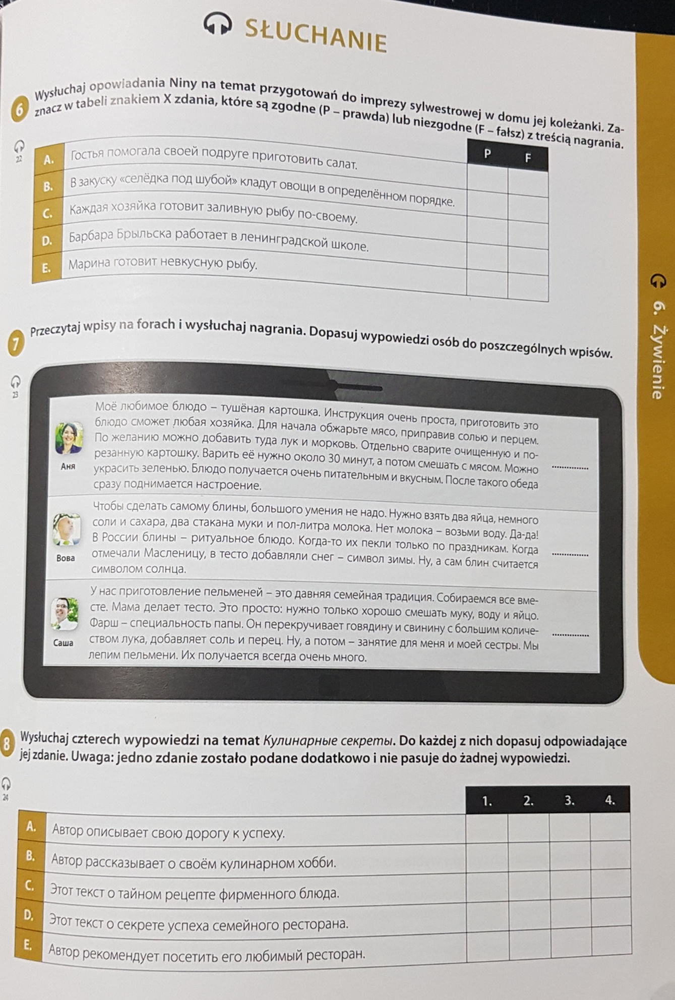 SŁUCHANIE
6
Wysłuchaj opowiadania Niny na temat przygotowań do imprezy sylwestrowej w domu jej koleżanki. Za-
znacz w tabeli znakiem X zdania, które są zgodne (P – prawda) lub niezgodne (F – fałsz) z treścią nagrania.
22
P F
A. Гостья помогала своей подруге приготовить салат.
B. В закуску «селёдка под шубой» кладут овощи в определённом порядке.
C. Каждая хозяйка готовит заливную рыбу по-своему.
D. Барбара Брыльска работает в ленинградской школе.
E. Марина готовит невкусную рыбу.
7
Przeczytaj wpisy na forach i wysłuchaj nagrania. Dopasuj wypowiedzi osób do poszczególnych wpisów.
23
Моё любимое блюдо – тушёная картошка. Инструкция очень проста, приготовить это
блюдо сможет любая хозяйка. Для начала обжарьте мясо, приправив солью и перцем.
По желанию можно добавить туда лук и морковь. Отдельно сварите очищенную и по-
резанную картошку. Варить её нужно около 30 минут, а потом смешать с мясом. Можно
украсить зеленью. Блюдо получается очень питательным и вкусным. После такого обеда
сразу поднимается настроение.
Аня
...............
Чтобы сделать самому блины, большого умения не надо. Нужно взять два яйца, немного
соли и сахара, два стакана муки и пол-литра молока. Нет молока – возьми воду. Да-да!
В России блины – ритуальное блюдо. Когда-то их пекли только по праздникам. Когда
отмечали Масленицу, в тесто добавляли снег – символ зимы. Ну, а сам блин считается
символом солнца.
Вова
...............
У нас приготовление пельменей – это давняя семейная традиция. Собираемся все вме-
сте. Мама делает тесто. Это просто: нужно только хорошо смешать муку, воду и яйцо.
Фарш – специальность папы. Он перекручивает говядину и свинину с большим количе-
ством лука, добавляет соль и перец. Ну, а потом – занятие для меня и моей сестры. Мы
лепим пельмени. Их получается всегда очень много.
Саша
...............
8
Wysłuchaj czterech wypowiedzi na temat Кулинарные секреты. Do każdej z nich dopasuj odpowiadające
jej zdanie. Uwaga: jedno zdanie zostało podane dodatkowo i nie pasuje do żadnej wypowiedzi.
24
1. 2. 3. 4.
A. Автор описывает свою дорогу к успеху.
B. Автор рассказывает о своём кулинарном хобби.
C. Этот текст о тайном рецепте фирменного блюда.
D. Этот текст о секрете успеха семейного ресторана.
E. Автор рекомендует посетить его любимый ресторан.
6. Żywienie